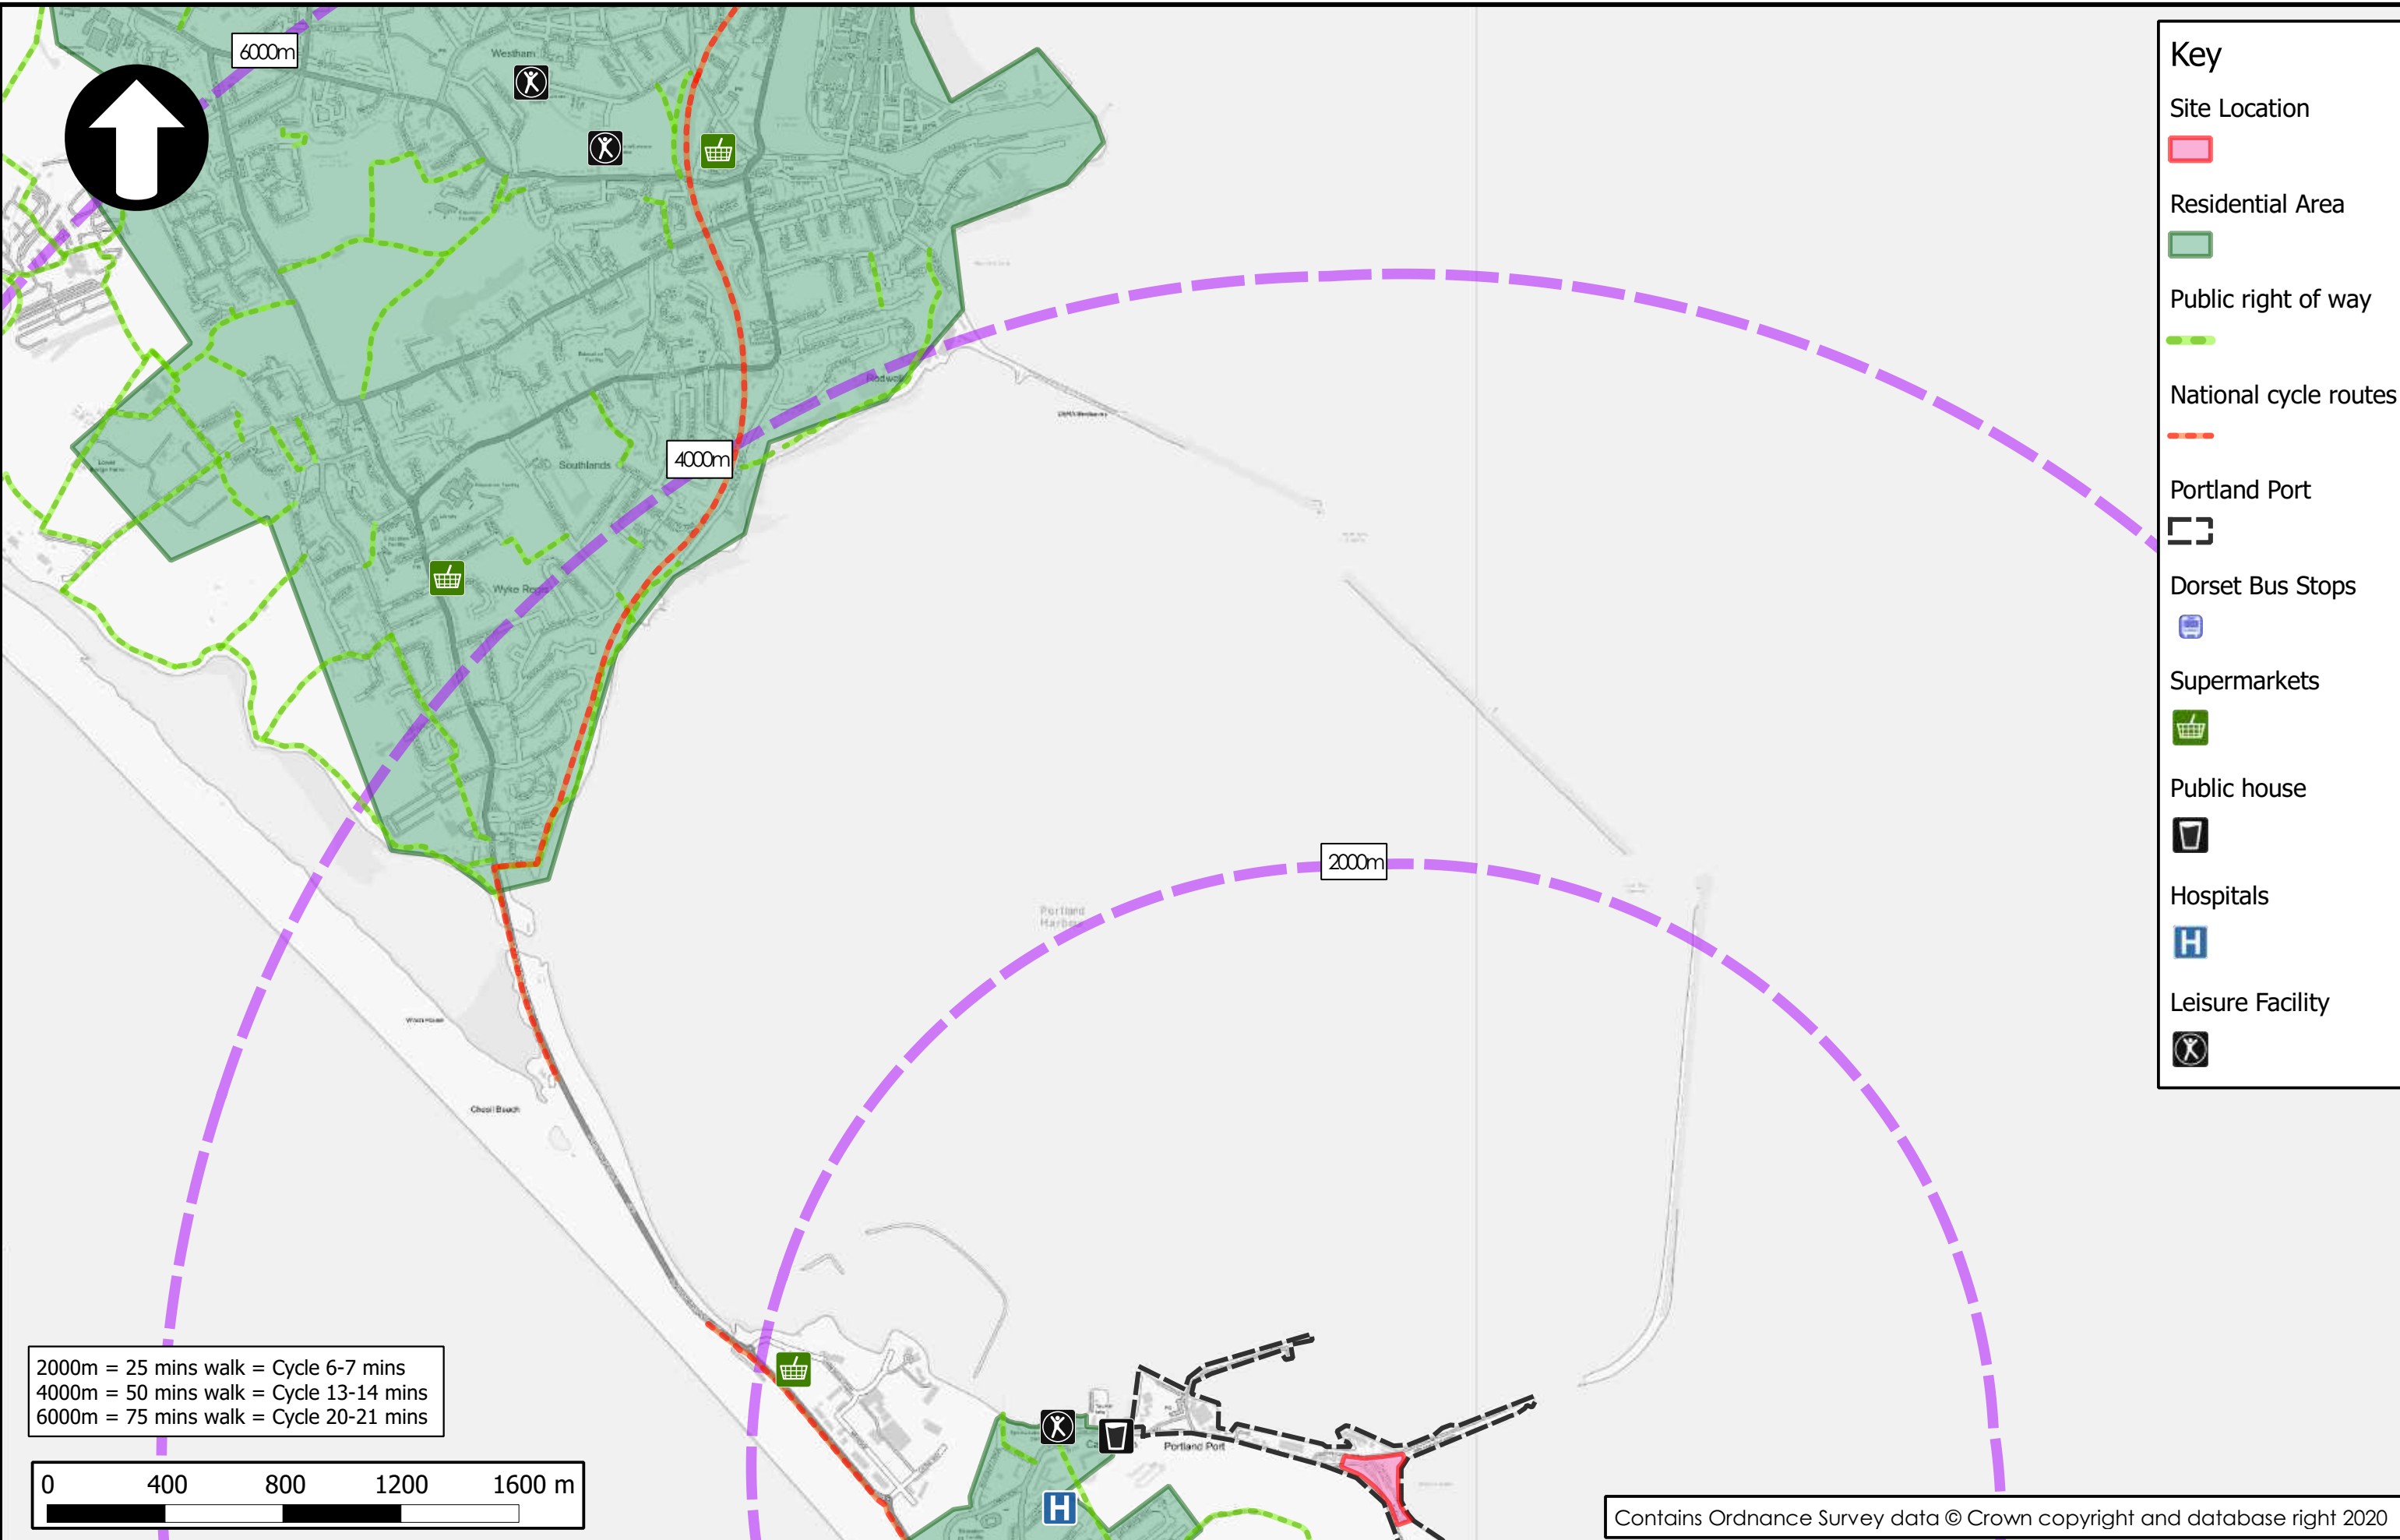 6000m
Westham
Rodwell
4000m
Southlands
Wyke Regis
2000m
Portland
Harbour
Chesil Beach
Portland Port
Key
Site Location
Residential Area
Public right of way
National cycle routes
Portland Port
Dorset Bus Stops
Supermarkets
Public house
Hospitals
H
Leisure Facility
2000m = 25 mins walk = Cycle 6-7 mins
4000m = 50 mins walk = Cycle 13-14 mins
6000m = 75 mins walk = Cycle 20-21 mins
0 400 800 1200 1600 m
H
Contains Ordnance Survey data © Crown copyright and database right 2020